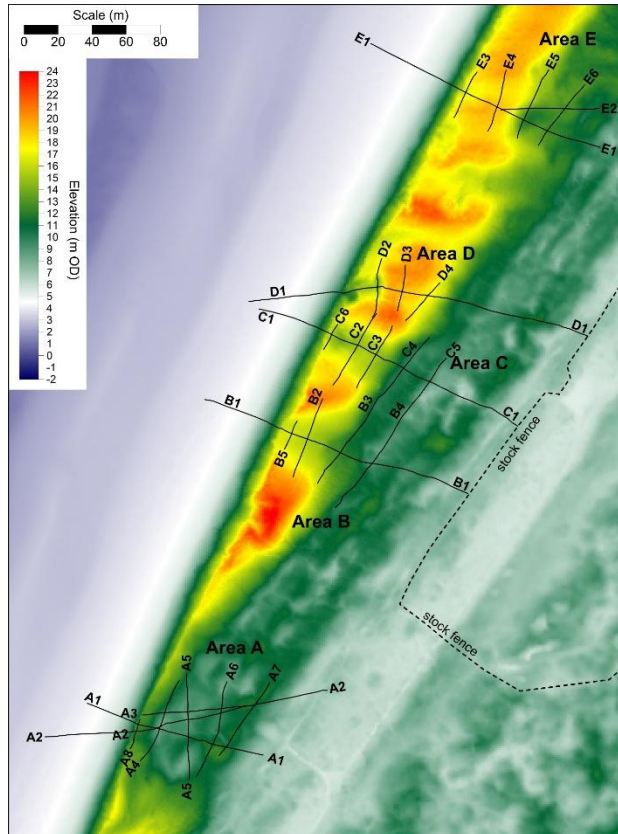 Scale (m)
0 20 40 60 80
24
23
22
21
20
19
18
17
16
15
14
13
12
11
10
9
8
7
6
5
4
3
2
1
0
-1
-2
Elevation (m OD)
Area E
E1
E3
E4
E5
E6
E2
E1
Area D
D2
D3
D4
D1
D1
C1
C6
C2
C3
C4
C5
Area C
C1
stock fence
B1
B2
B3
B4
B5
B1
Area B
stock fence
Area A
A5
A6
A7
A1
A3
A2
A2
A2
A8
A4
A1
A5